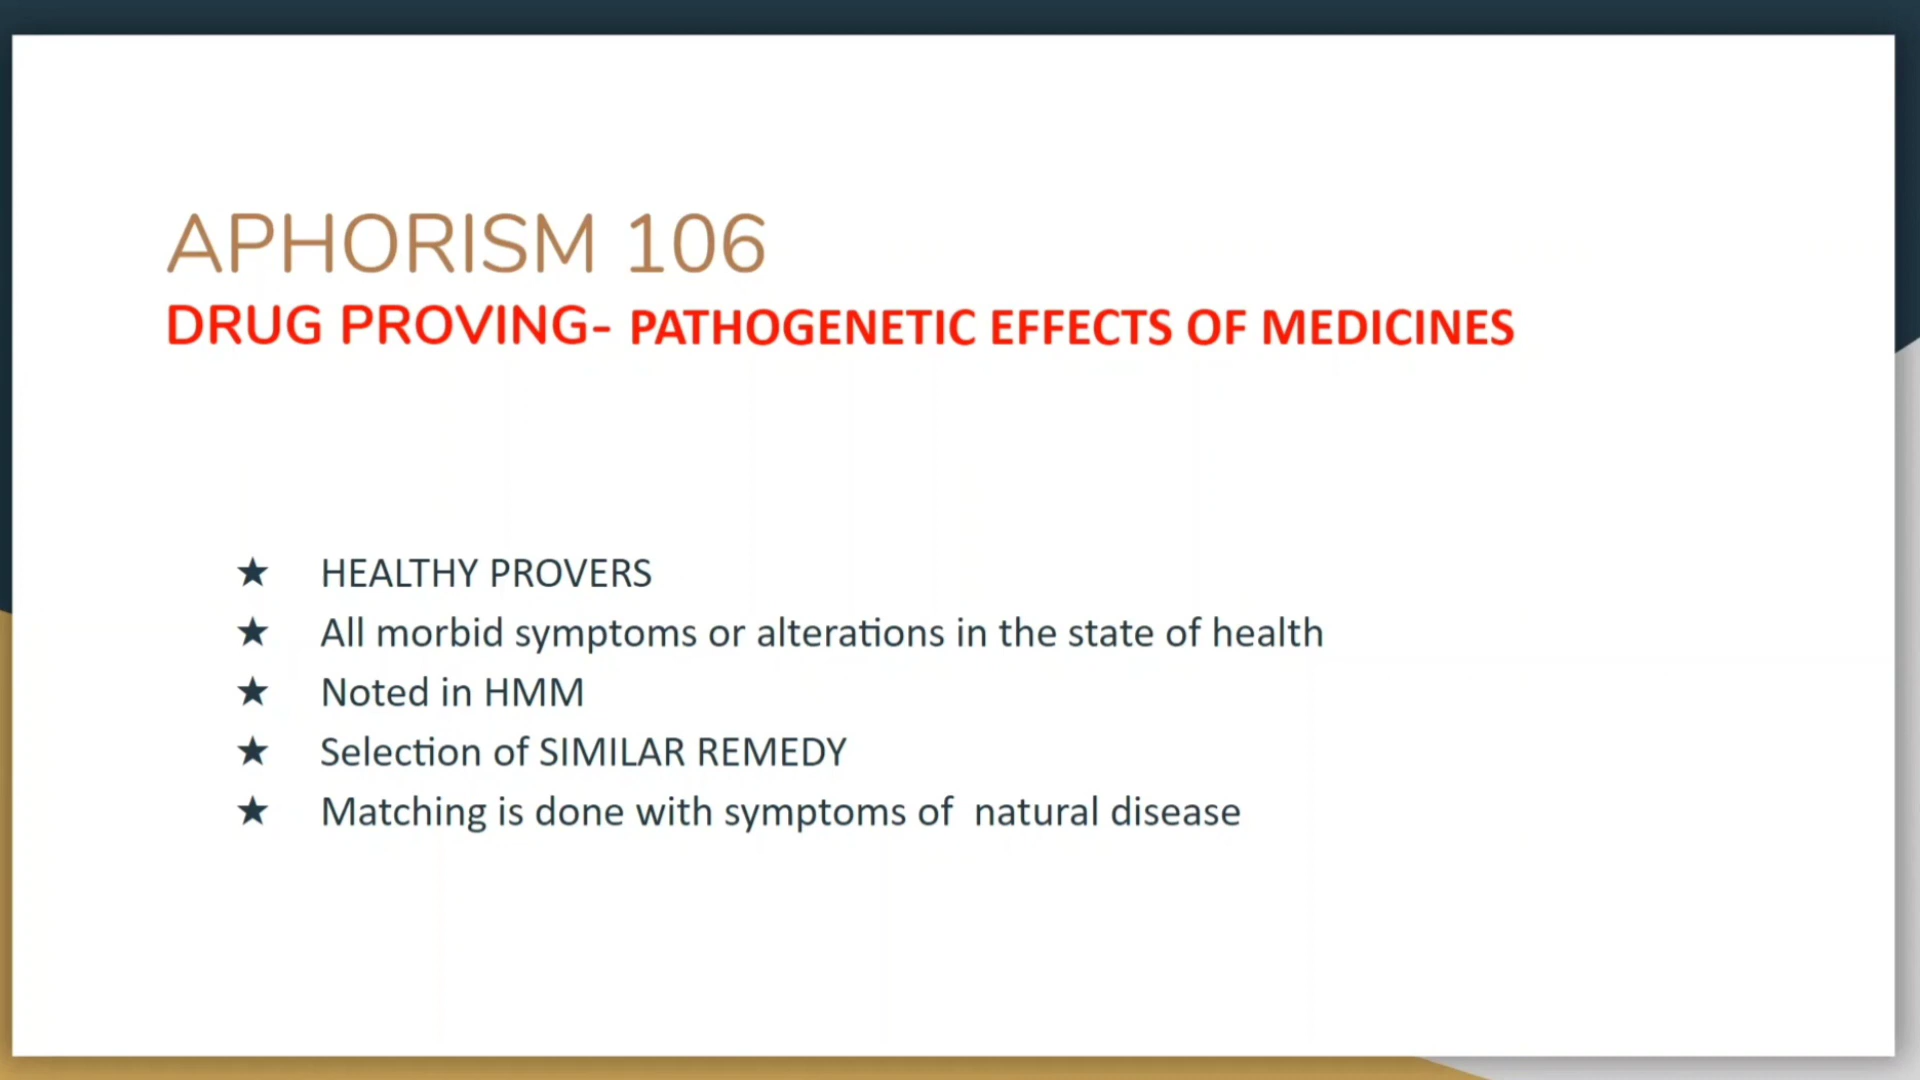 APHORISM 106
DRUG PROVING- PATHOGENETIC EFFECTS OF MEDICINES
★ HEALTHY PROVERS
★ All morbid symptoms or alterations in the state of health
★ Noted in HMM
★ Selection of SIMILAR REMEDY
★ Matching is done with symptoms of  natural disease